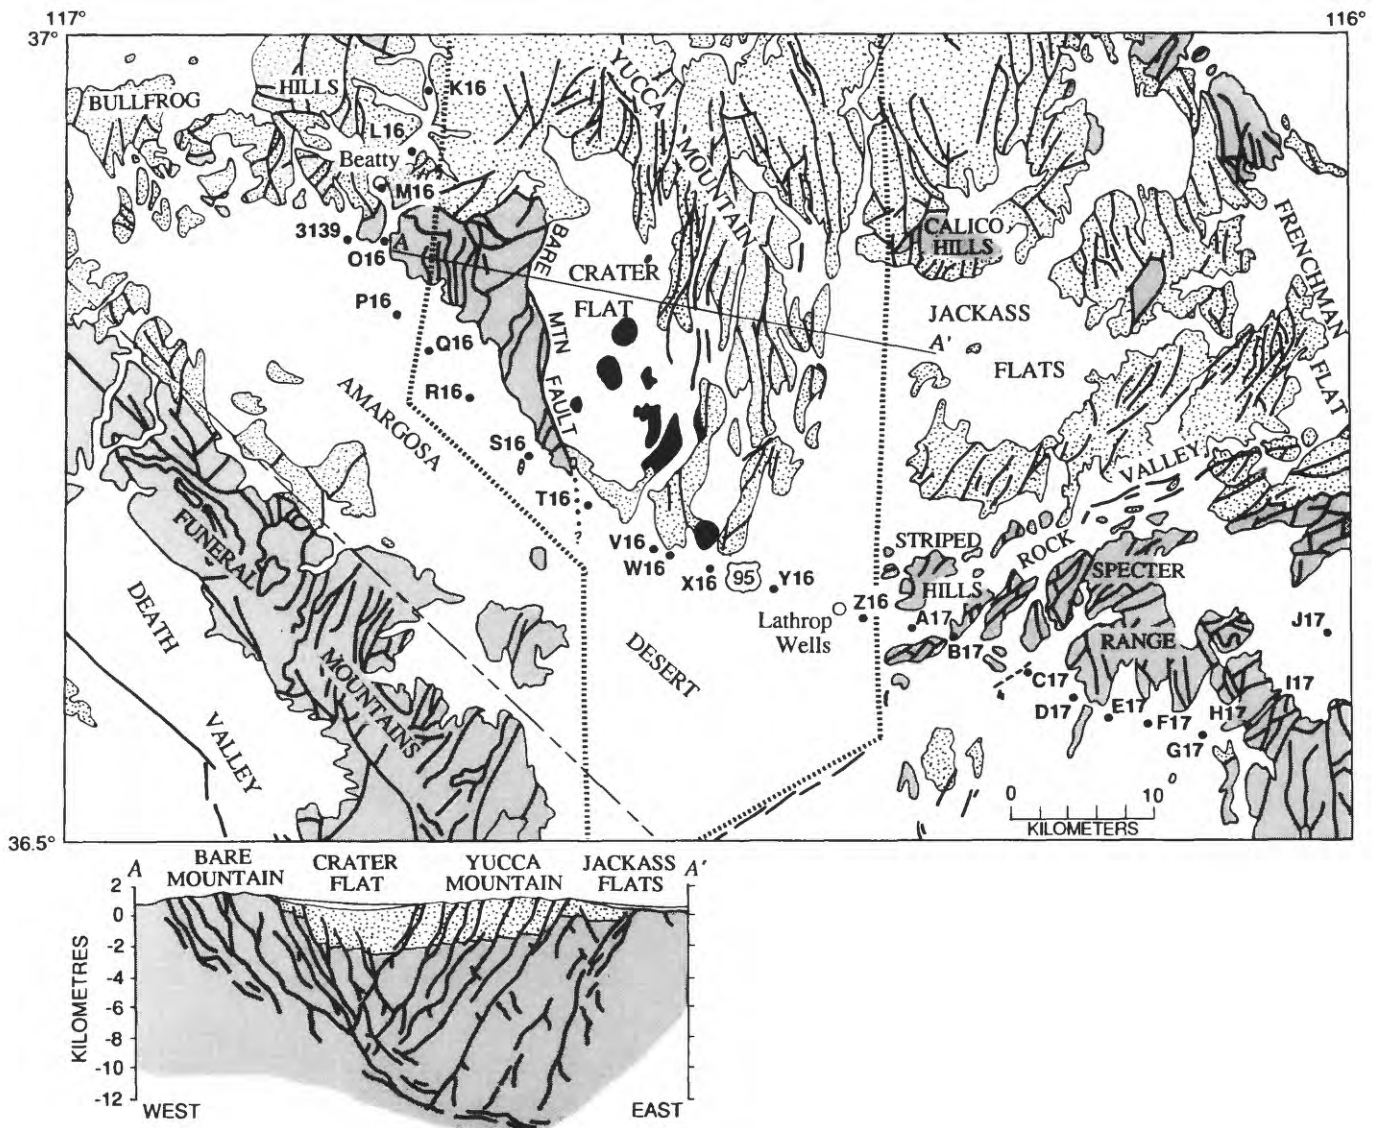 117°
116°
37°
BULLFROG
HILLS
K16
L16
Beatty
M16
3139
A
O16
P16
Q16
R16
S16
T16
V16
W16
X16
95
Y16
Z16
Lathrop
Wells
YUCCA
MOUNTAIN
BARE
MTN
FAULT
CRATER
FLAT
CALICO
HILLS
JACKASS
A'
FLATS
FRENCHMAN
FLAT
AMARGOSA
DESERT
FUNERAL
MOUNTAINS
DEATH
VALLEY
STRIPED
HILLS
ROCK
VALLEY
SPECTER
RANGE
A17
B17
C17
D17
E17
F17
G17
H17
I17
J17
0 10
KILOMETERS
36.5°
A
BARE
MOUNTAIN
CRATER
FLAT
YUCCA
MOUNTAIN
JACKASS
FLATS
A'
KILOMETRES
2
0
-2
-4
-6
-8
-10
-12
WEST
EAST